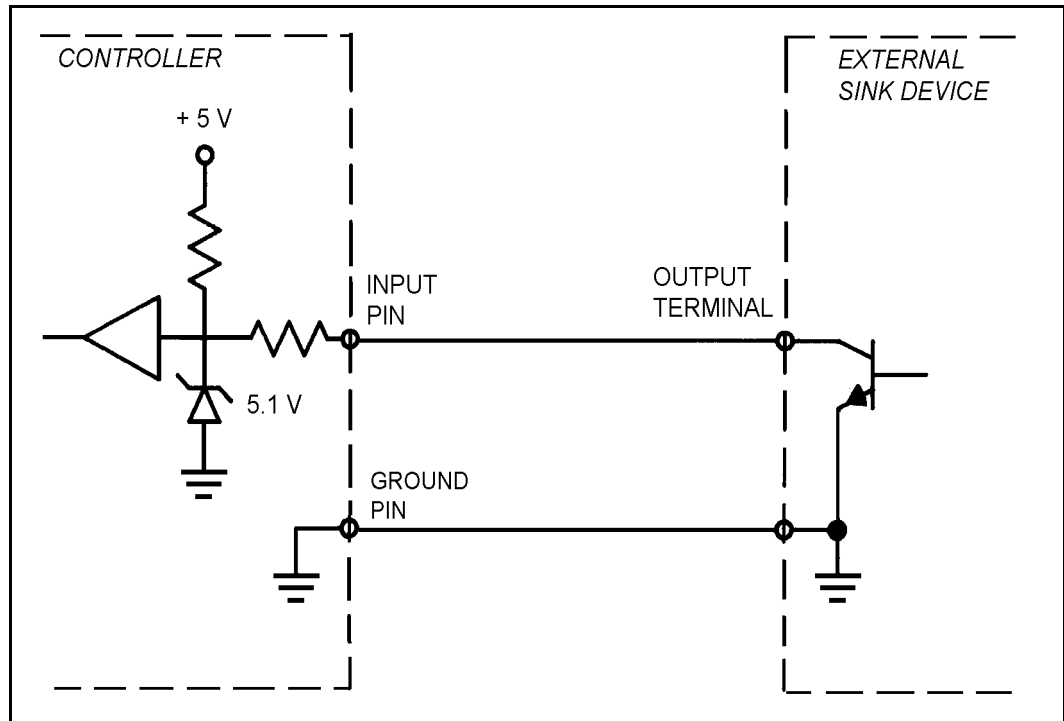 CONTROLLER
EXTERNAL
SINK DEVICE
+ 5 V
INPUT
PIN
OUTPUT
TERMINAL
5.1 V
GROUND
PIN